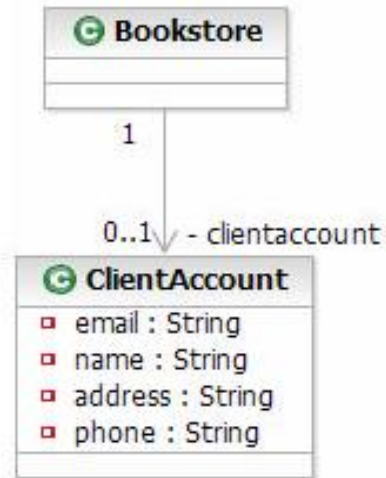 C Bookstore
1
0..1 - clientaccount
C ClientAccount
email : String
name : String
address : String
phone : String